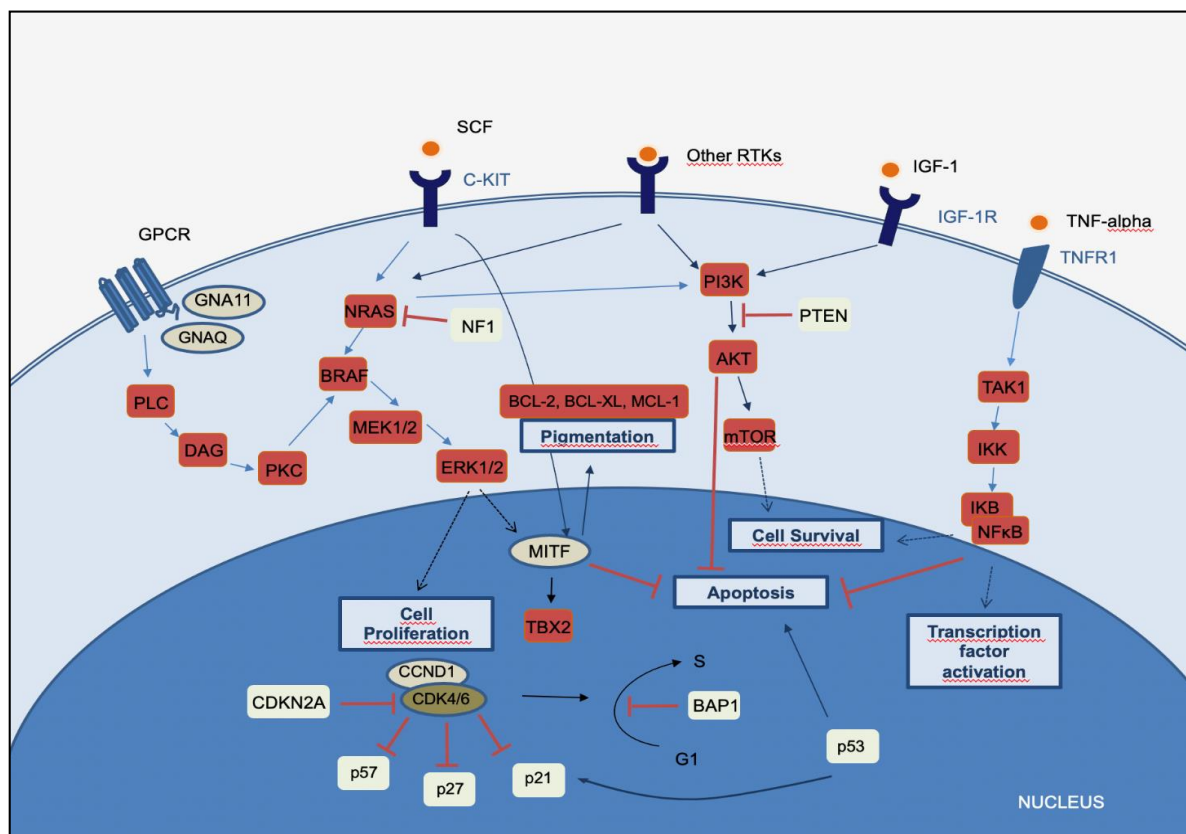 SCF
C-KIT
Other RTKs
IGF-1
IGF-1R
TNF-alpha
TNFR1
GPCR
GNA11
GNAQ
NRAS
NF1
PI3K
PTEN
BRAF
AKT
TAK1
PLC
BCL-2, BCL-XL, MCL-1
MEK1/2
Pigmentation
mTOR
DAG
PKC
ERK1/2
IKK
IKB
NFκB
MITF
Cell Survival
Apoptosis
Cell
Proliferation
TBX2
Transcription
factor
activation
CCND1
CDK4/6
CDKN2A
S
BAP1
G1
p53
p57
p27
p21
NUCLEUS